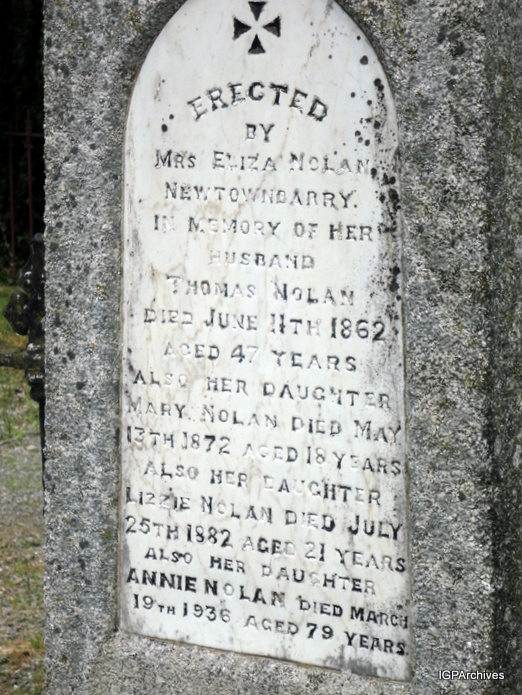 ERECTED
BY
MRS ELIZA NOLAN
NEWTOWNBARRY.
IN MEMORY OF HER
HUSBAND
THOMAS NOLAN
DIED JUNE 11TH 1862
AGED 47 YEARS
ALSO HER DAUGHTER
MARY. NOLAN DIED MAY
13TH 1872 AGED 18 YEARS
ALSO HER DAUGHTER
LIZZIE NOLAN DIED JULY
25TH 1882 AGED 21 YEARS
ALSO HER DAUGHTER
ANNIE NOLAN DIED MARCH
19TH 1936 AGED 79 YEARS.
IGPArchives